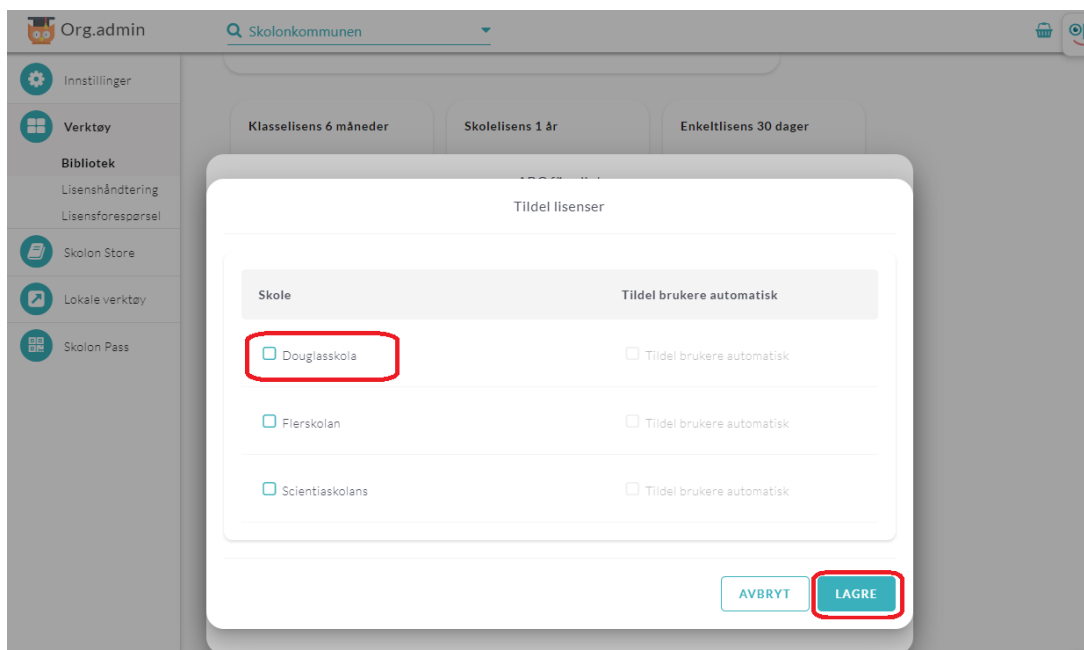 Org.admin
Skolonkommunen
Innstillinger
Verktøy
Bibliotek
Lisenshåndtering
Lisensforespørsel
Skolon Store
Lokale verktøy
Skolon Pass
Klasselisens 6 måneder
Skolelisens 1 år
Enkeltlisens 30 dager
Tildel lisenser
Skole
Tildel brukere automatisk
Douglasskola
Tildel brukere automatisk
Flerskolan
Tildel brukere automatisk
Scientiaskolans
Tildel brukere automatisk
AVBRYT
LAGRE